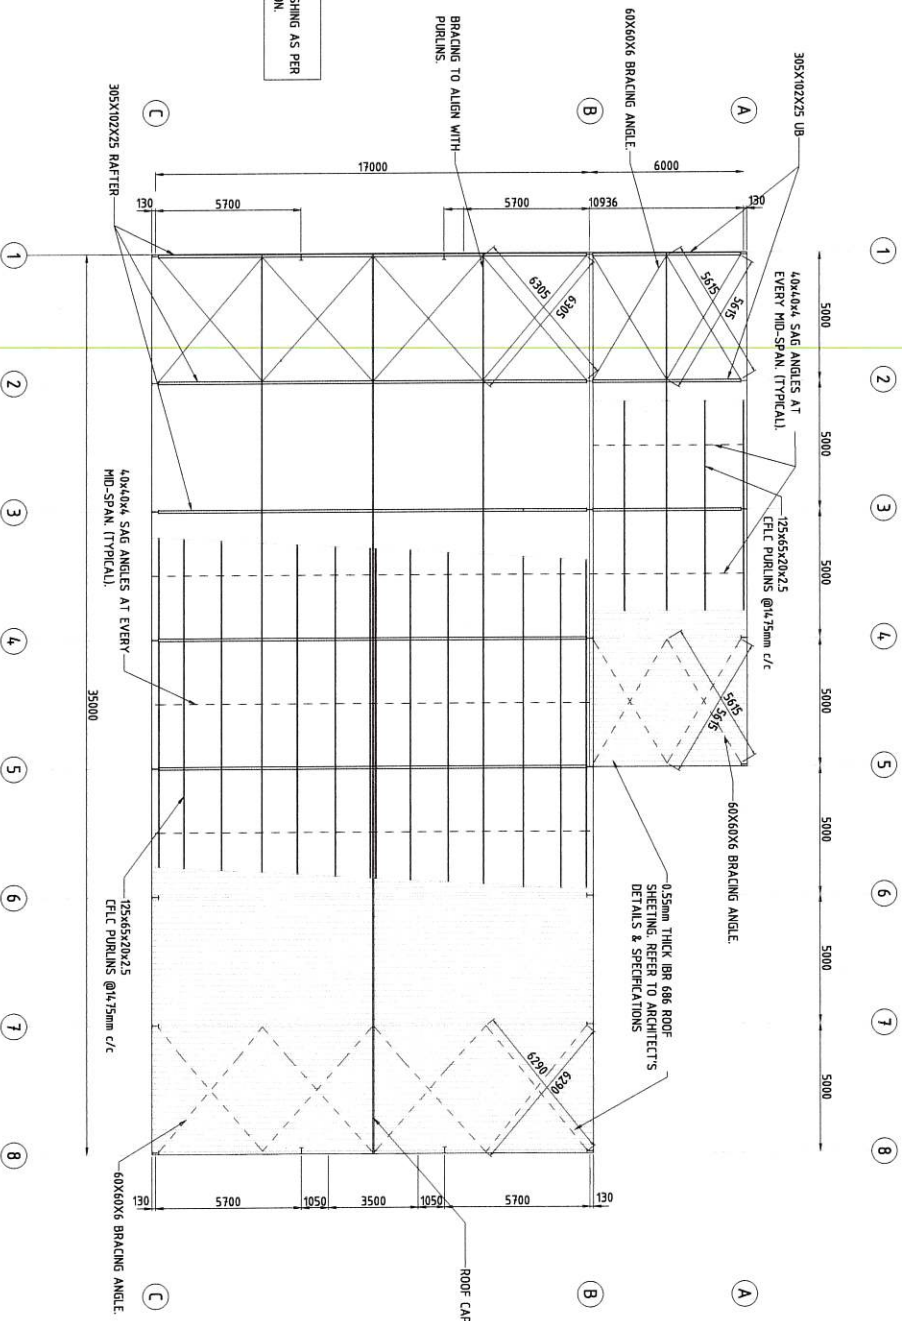 SHING AS PER
ON.
BRACING TO ALIGN WITH
PURLINS.
60X60X6 BRACING ANGLE.
305X102X25 UB
305X102X25 RAFTER
C
B
A
17000
6000
130
5700
5700
10936
130
1
1
2
2
3
3
4
4
5
5
6
6
7
7
8
8
5000
5000
5000
5000
5000
5000
5000
35000
6305
6305
5615
5615
40x40x4 SAG ANGLES AT
EVERY MID-SPAN. (TYPICAL).
125x65x20x2.5
CFLC PURLINS @1475mm c/c
40x40x4 SAG ANGLES AT EVERY
MID-SPAN. (TYPICAL).
5615
5615
60X60X6 BRACING ANGLE.
0.55mm THICK IBR 686 ROOF
SHEETING. REFER TO ARCHITECT'S
DETAILS & SPECIFICATIONS
125x65x20x2.5
CFLC PURLINS @1475mm c/c
6290
6290
60X60X6 BRACING ANGLE.
130
5700
1050
3500
1050
5700
130
ROOF CAP
C
B
A